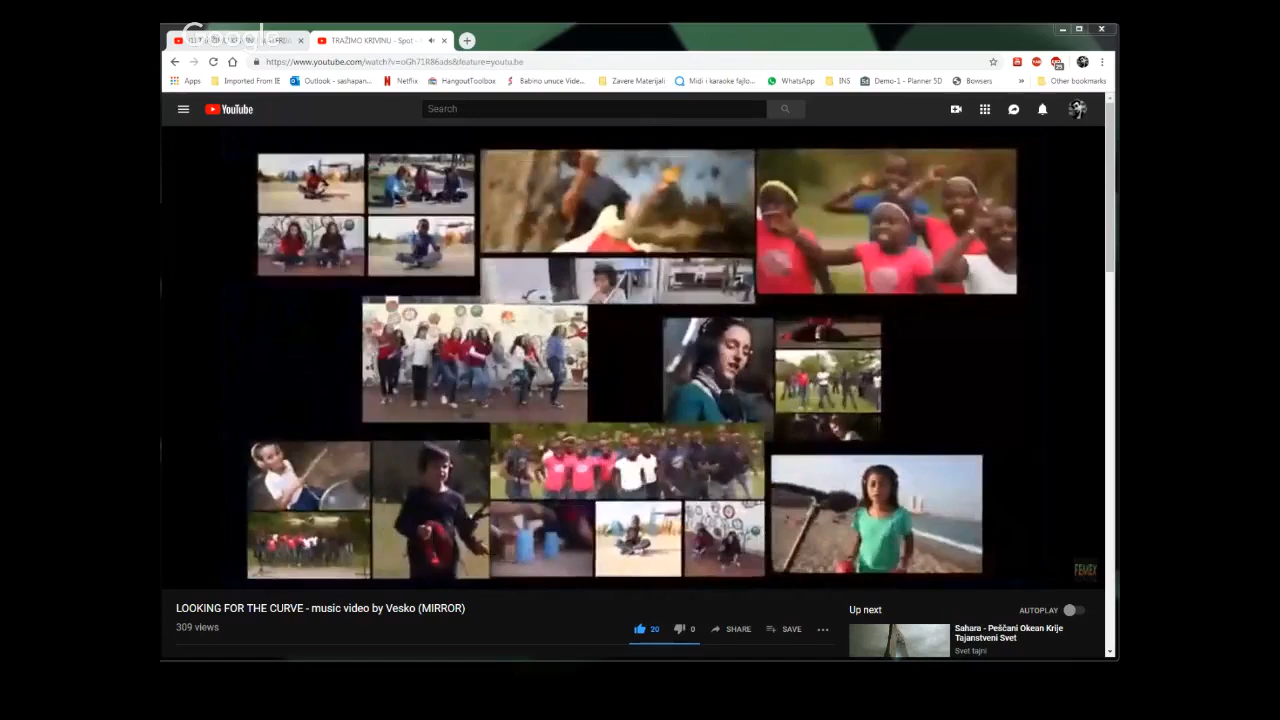 Google
TRAŽIMO KRIVINU - Spot -
https://www.youtube.com/watch?v=oGh71R86ads&feature=youtu.be
Apps Imported From IE Outlook - sashapan... Netflix HangoutToolbox Babino unuce Vide... Zavere Materijali Midi i karaoke fajlo... WhatsApp INS Demo-1 - Planner 5D Bowsers » Other bookmarks
YouTube Search
FEMEX
LOOKING FOR THE CURVE - music video by Vesko (MIRROR)
309 views
20 0 SHARE SAVE
Up next AUTOPLAY
Sahara - Peščani Okean Krije
Tajanstveni Svet
Svet tajni